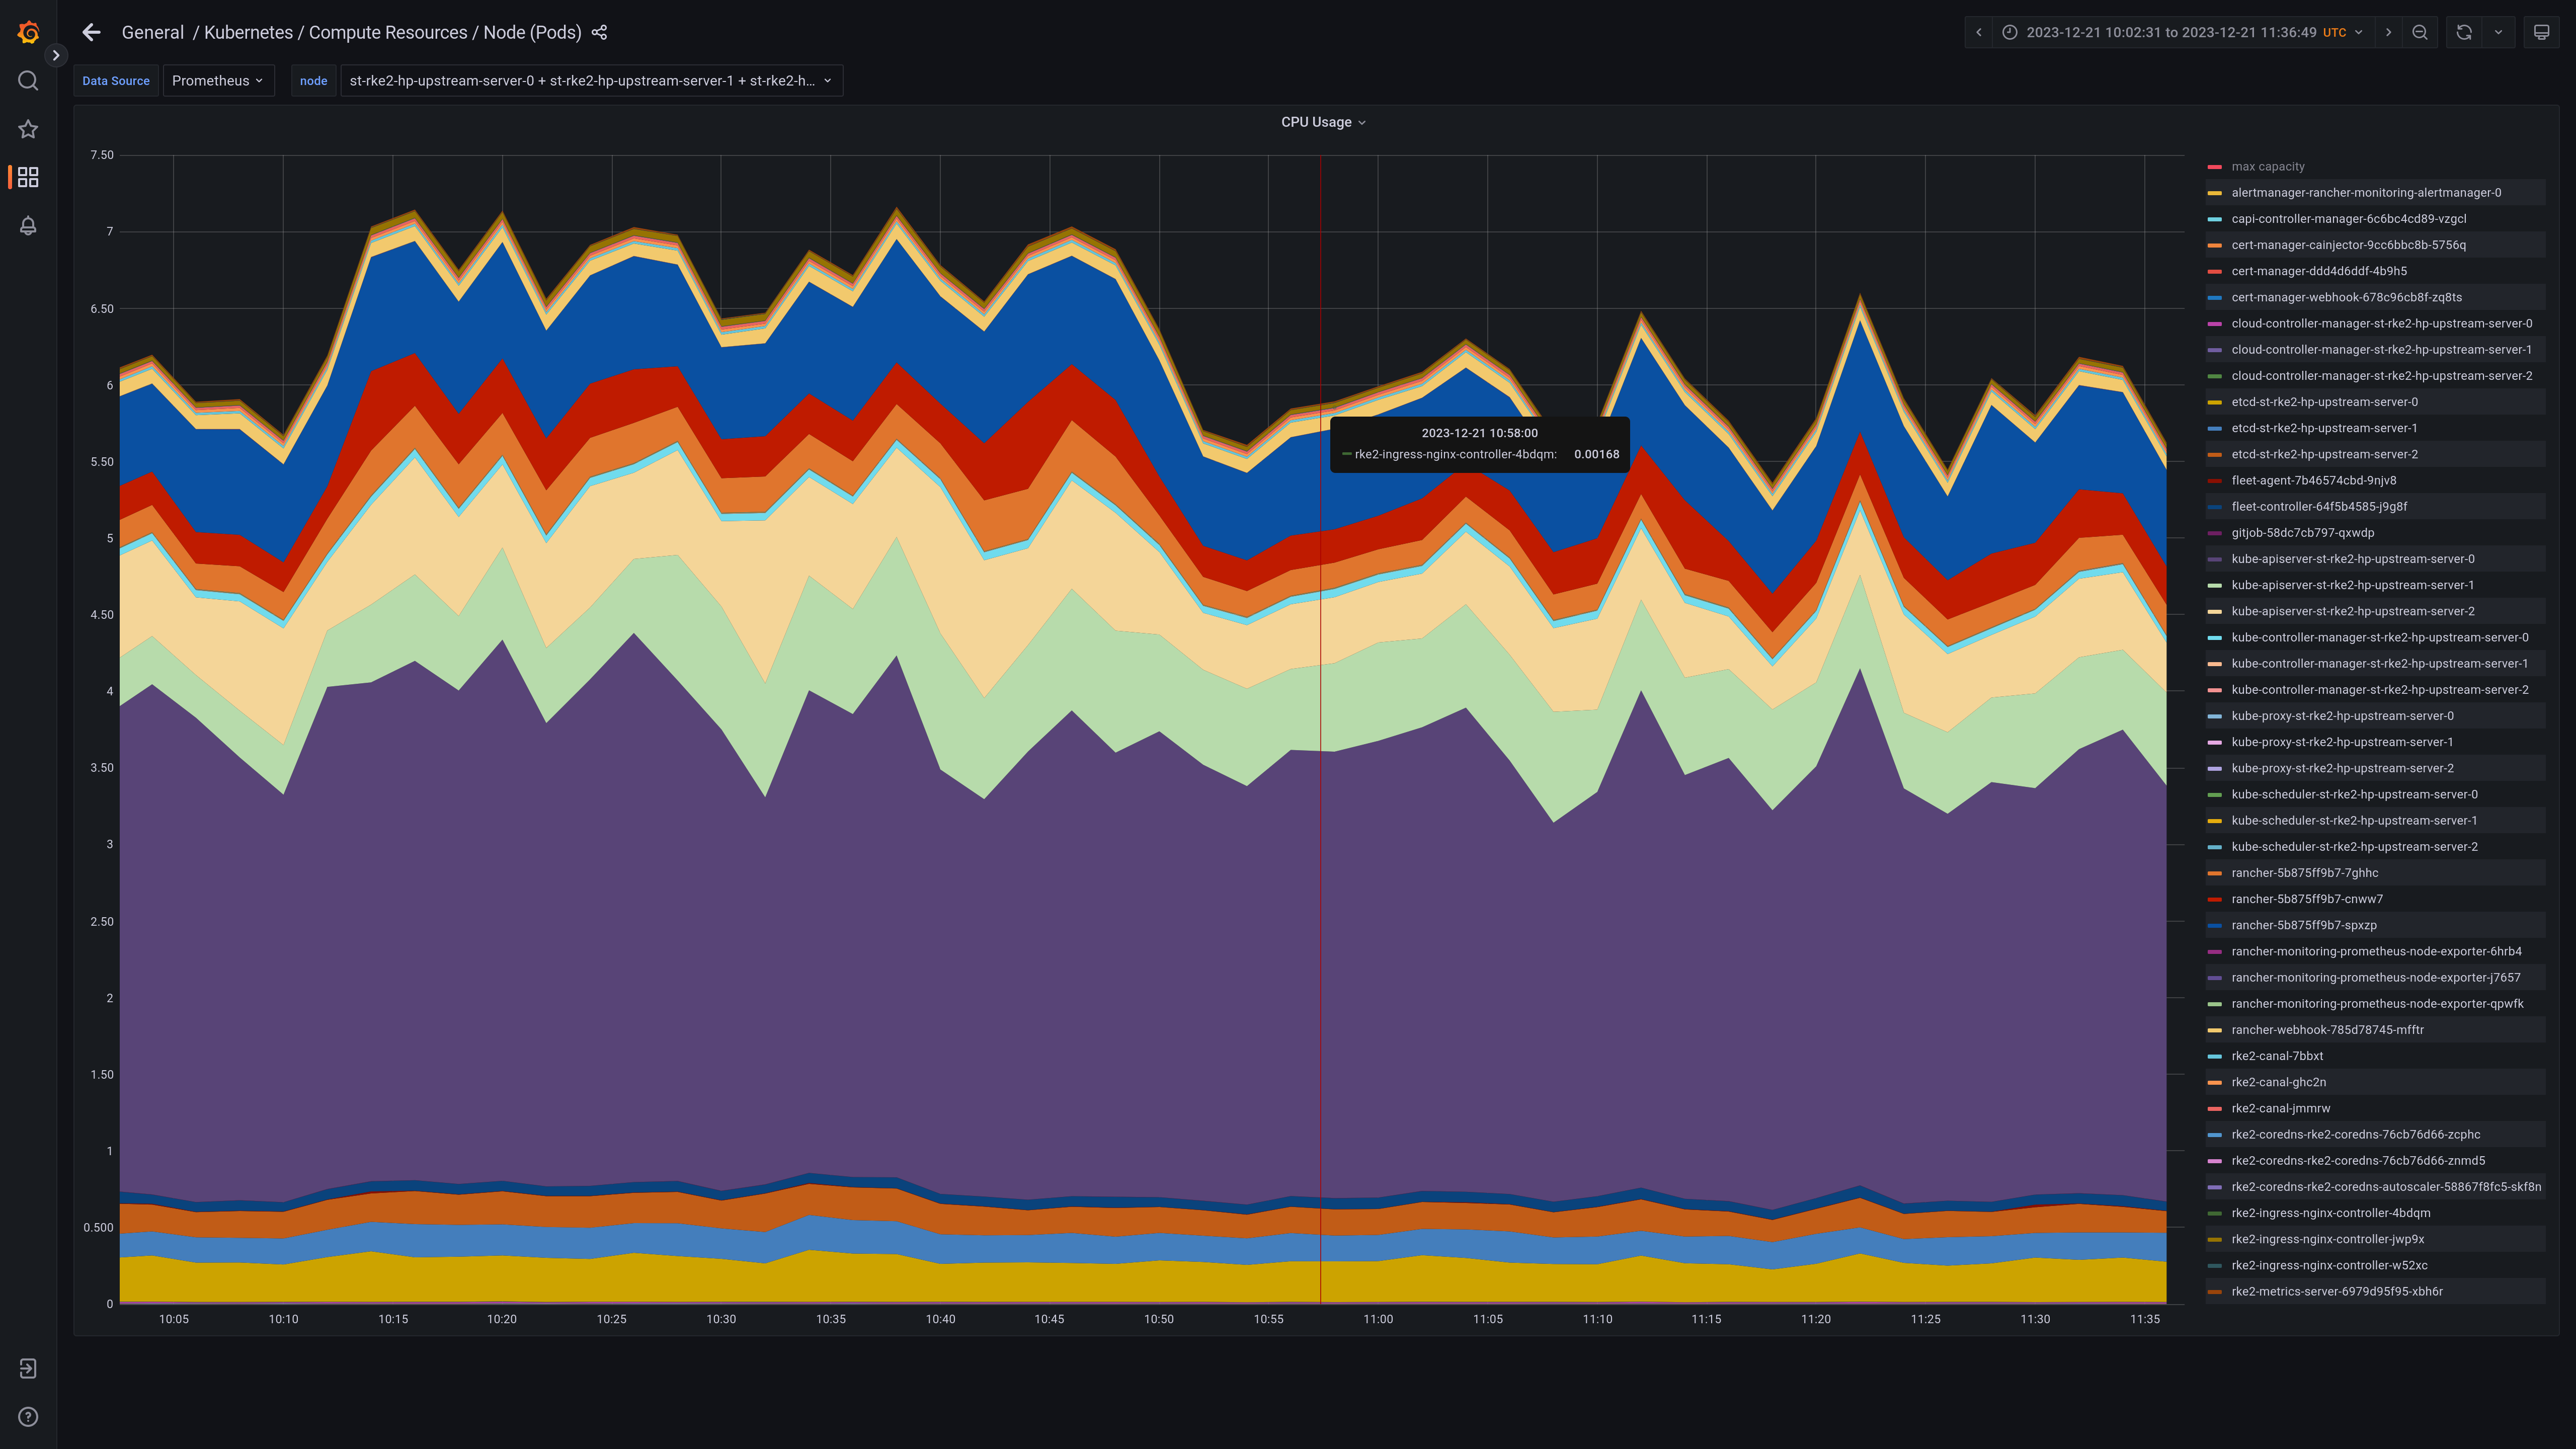 General / Kubernetes / Compute Resources / Node (Pods)
2023-12-21 10:02:31 to 2023-12-21 11:36:49 UTC
Data Source Prometheus node st-rke2-hp-upstream-server-0 + st-rke2-hp-upstream-server-1 + st-rke2-h...
CPU Usage
7.50
7
6.50
6
5.50
5
4.50
4
3.50
3
2.50
2
1.50
1
0.500
0
10:05 10:10 10:15 10:20 10:25 10:30 10:35 10:40 10:45 10:50 10:55 11:00 11:05 11:10 11:15 11:20 11:25 11:30 11:35
2023-12-21 10:58:00
rke2-ingress-nginx-controller-4bdqm: 0.00168
max capacity
alertmanager-rancher-monitoring-alertmanager-0
capi-controller-manager-6c6bc4cd89-vzgcl
cert-manager-cainjector-9cc6bbc8b-5756q
cert-manager-ddd4d6ddf-4b9h5
cert-manager-webhook-678c96cb8f-zq8ts
cloud-controller-manager-st-rke2-hp-upstream-server-0
cloud-controller-manager-st-rke2-hp-upstream-server-1
cloud-controller-manager-st-rke2-hp-upstream-server-2
etcd-st-rke2-hp-upstream-server-0
etcd-st-rke2-hp-upstream-server-1
etcd-st-rke2-hp-upstream-server-2
fleet-agent-7b46574cbd-9njv8
fleet-controller-64f5b4585-j9g8f
gitjob-58dc7cb797-qxwdp
kube-apiserver-st-rke2-hp-upstream-server-0
kube-apiserver-st-rke2-hp-upstream-server-1
kube-apiserver-st-rke2-hp-upstream-server-2
kube-controller-manager-st-rke2-hp-upstream-server-0
kube-controller-manager-st-rke2-hp-upstream-server-1
kube-controller-manager-st-rke2-hp-upstream-server-2
kube-proxy-st-rke2-hp-upstream-server-0
kube-proxy-st-rke2-hp-upstream-server-1
kube-proxy-st-rke2-hp-upstream-server-2
kube-scheduler-st-rke2-hp-upstream-server-0
kube-scheduler-st-rke2-hp-upstream-server-1
kube-scheduler-st-rke2-hp-upstream-server-2
rancher-5b875ff9b7-7ghhc
rancher-5b875ff9b7-cnww7
rancher-5b875ff9b7-spxzp
rancher-monitoring-prometheus-node-exporter-6hrb4
rancher-monitoring-prometheus-node-exporter-j7657
rancher-monitoring-prometheus-node-exporter-qpwfk
rancher-webhook-785d78745-mfftr
rke2-canal-7bbxt
rke2-canal-ghc2n
rke2-canal-jmmrw
rke2-coredns-rke2-coredns-76cb76d66-zcphc
rke2-coredns-rke2-coredns-76cb76d66-znmd5
rke2-coredns-rke2-coredns-autoscaler-58867f8fc5-skf8n
rke2-ingress-nginx-controller-4bdqm
rke2-ingress-nginx-controller-jwp9x
rke2-ingress-nginx-controller-w52xc
rke2-metrics-server-6979d95f95-xbh6r